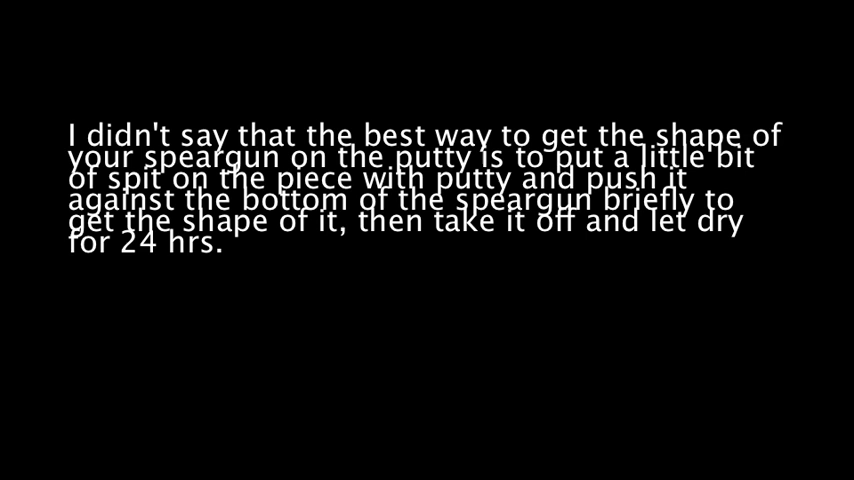 I didn't say that the best way to get the shape of
your speargun on the putty is to put a little bit
of spit on the piece with putty and push it
against the bottom of the speargun briefly to
get the shape of it, then take it off and let dry
for 24 hrs.